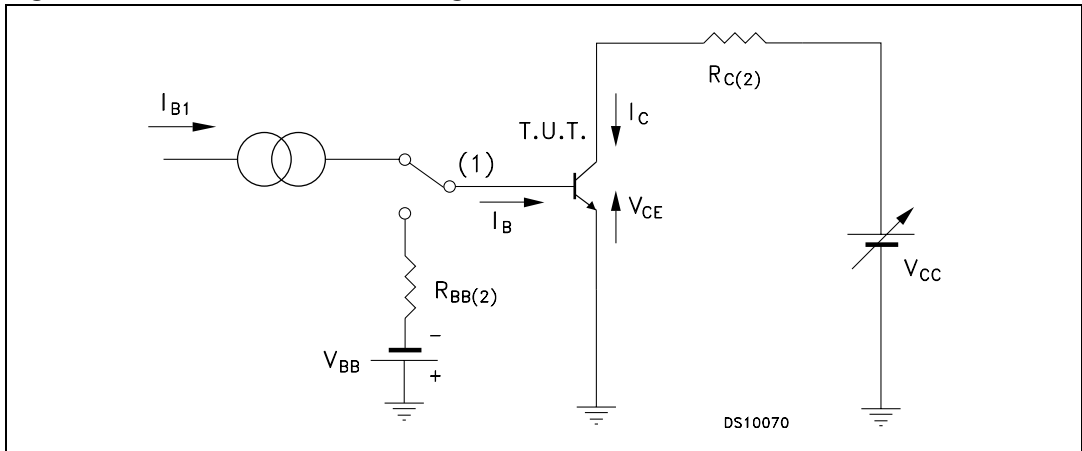 I_B1
R_C(2)
I_C
T.U.T.
(1)
I_B
V_CE
V_CC
R_BB(2)
V_BB
-
+
DS10070